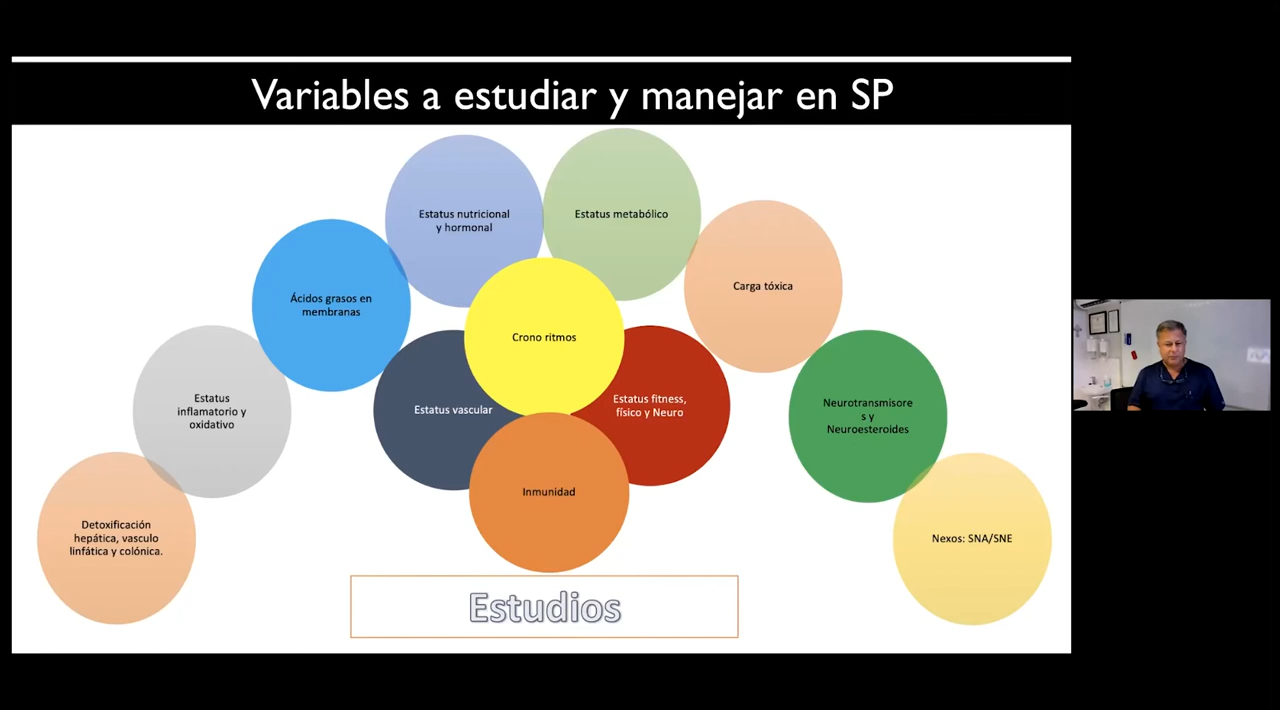 Variables a estudiar y manejar en SP
Estatus nutricional
y hormonal
Estatus metabólico
Ácidos grasos en
membranas
Carga tóxica
Crono ritmos
Estatus
inflamatorio y
oxidativo
Estatus vascular
Estatus fitness,
físico y Neuro
Neurotransmisore
s y
Neuroesteroides
Inmunidad
Detoxificación
hepática, vasculo
linfática y colónica.
Nexos: SNA/SNE
Estudios